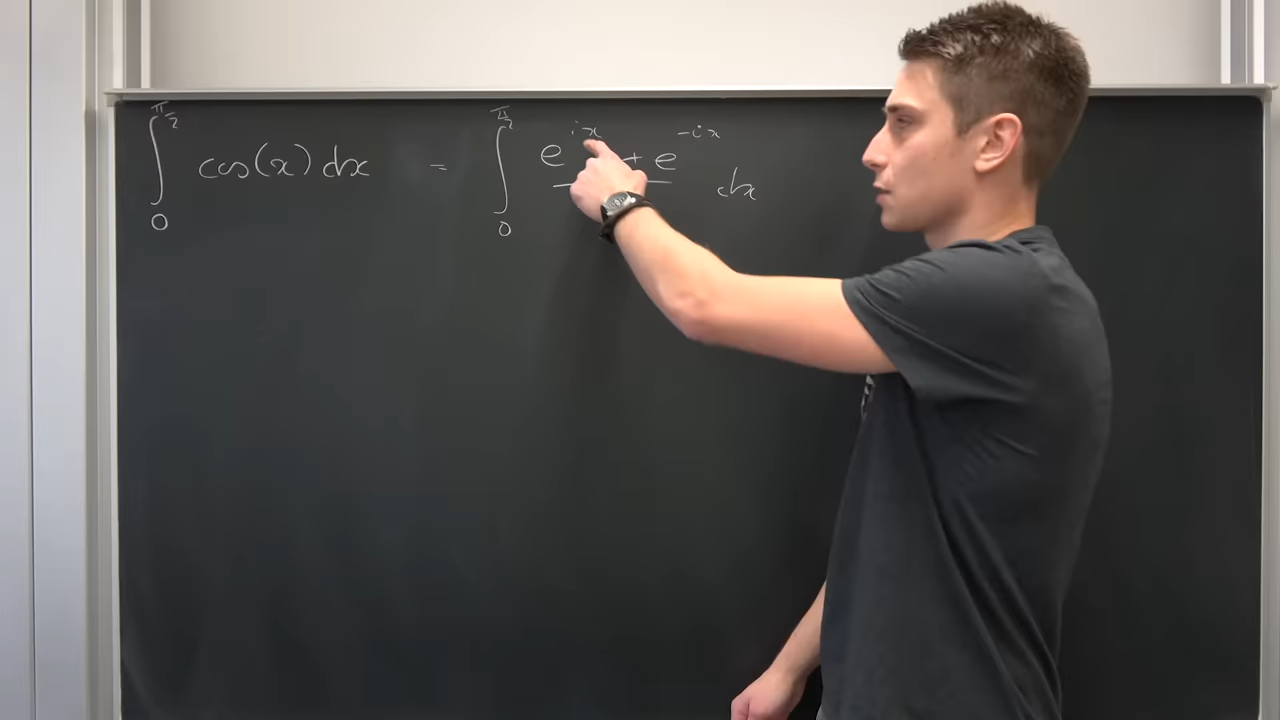 ∫₀^{π/2} cos(x) dx = ∫₀^{π/2} e^{ix} + e^{-ix} dx